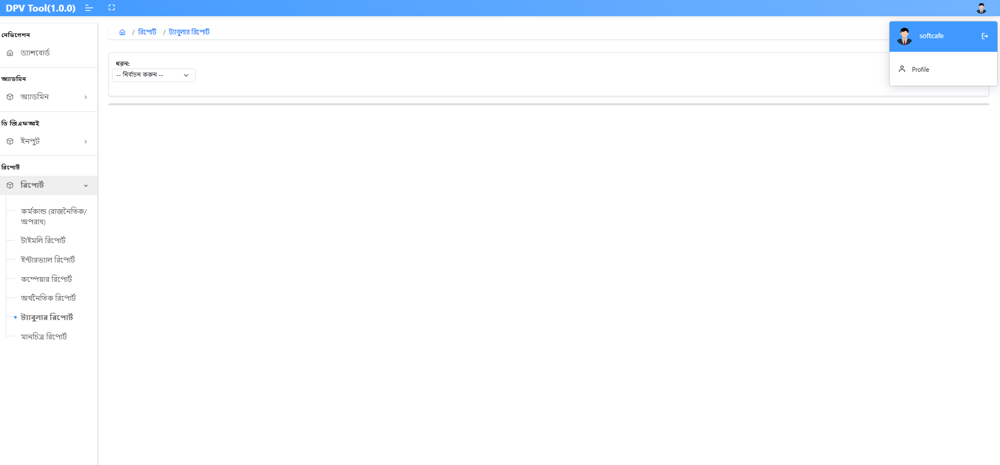 DPV Tool(1.0.0)
নেভিগেশন
ড্যাশবোর্ড
অ্যাডমিন
অ্যাডমিন
ডি জিএফআই
ইনপুট
রিপোর্ট
রিপোর্ট
কর্মকান্ড (রাজনৈতিক/
অপরাধ)
টাইমলি রিপোর্ট
ইন্টারভ্যাল রিপোর্ট
কম্পেয়ার রিপোর্ট
অর্থনৈতিক রিপোর্ট
ট্যাবুলার রিপোর্ট
মানচিত্র রিপোর্ট
/ রিপোর্ট / ট্যাবুলার রিপোর্ট
ধরন:
-- নির্বাচন করুন --
softcafe
Profile